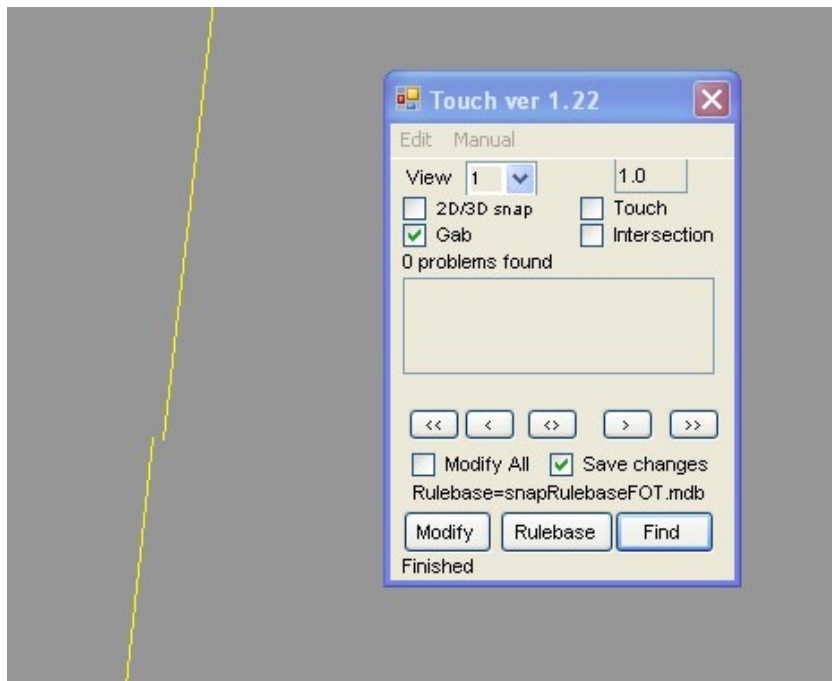 Touch ver 1.22
Edit Manual
View 1 1.0
2D/3D snap Touch
Gab Intersection
0 problems found
<< < <> > >>
Modify All Save changes
Rulebase=snapRulebaseFOT.mdb
Modify Rulebase Find
Finished